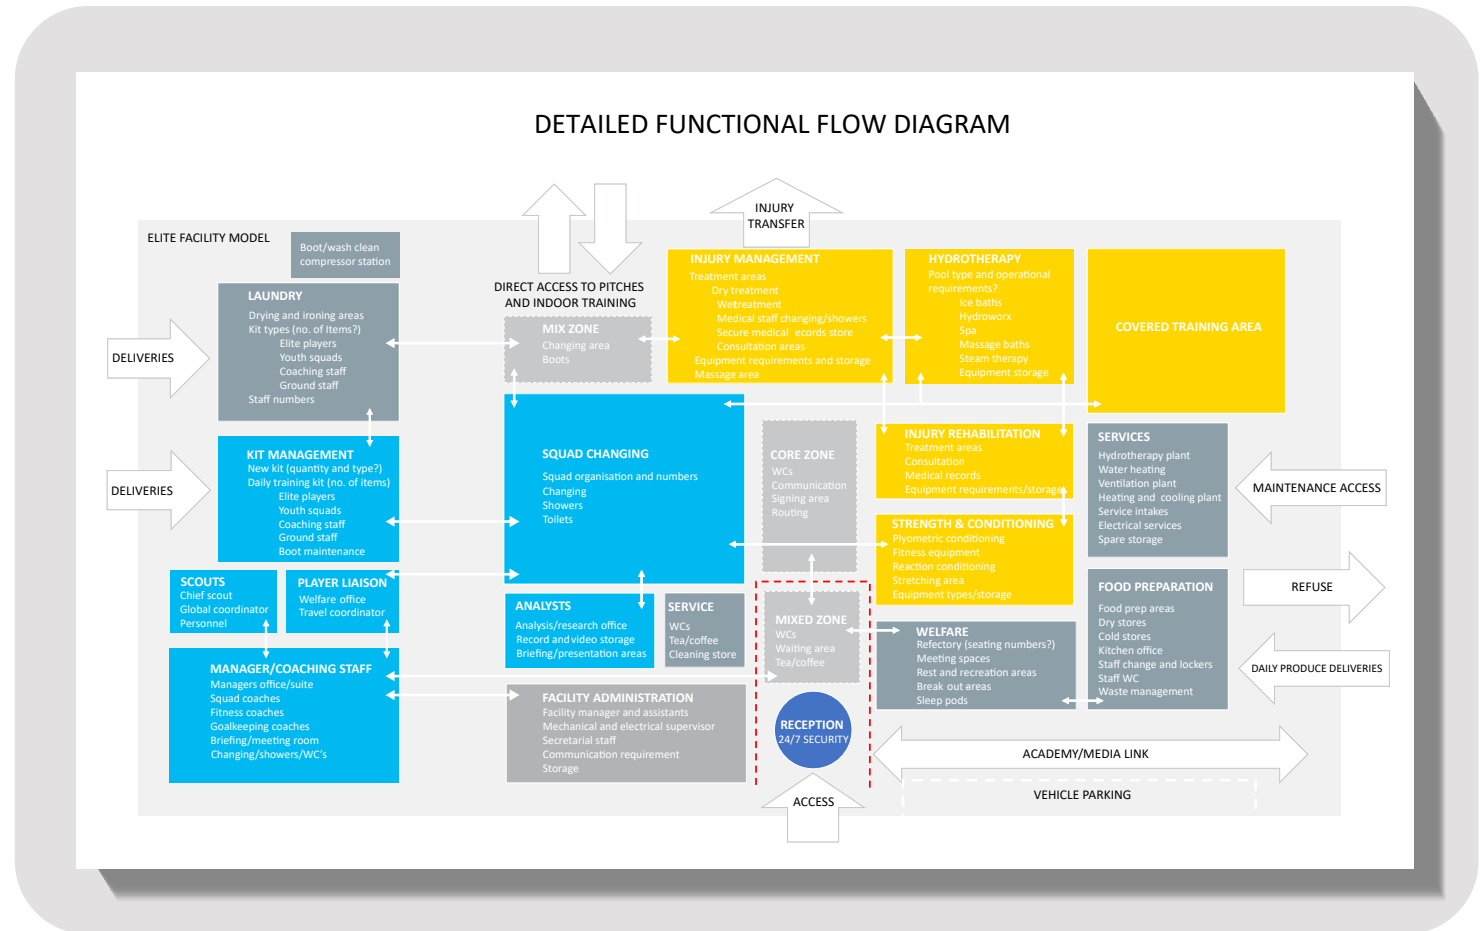 DETAILED FUNCTIONAL FLOW DIAGRAM
ELITE FACILITY MODEL
Boot/wash clean
compressor station
INJURY
TRANSFER
DIRECT ACCESS TO PITCHES
AND INDOOR TRAINING
DELIVERIES
LAUNDRY
Drying and ironing areas
Kit types (no. of Items?)
Elite players
Youth squads
Coaching staff
Ground staff
Staff numbers
MIX ZONE
Changing area
Boots
INJURY MANAGEMENT
Treatment areas
Dry treatment
Wetreatment
Medical staff changing/showers
Secure medical ecords store
Consultation areas
Equipment requirements and storage
Massage area
HYDROTHERAPY
Pool type and operational
requirements?
Ice baths
Hydroworx
Spa
Massage baths
Steam therapy
Equipment storage
COVERED TRAINING AREA
DELIVERIES
KIT MANAGEMENT
New kit (quantity and type?)
Daily training kit (no. of items)
Elite players
Youth squads
Coaching staff
Ground staff
Boot maintenance
SQUAD CHANGING
Squad organisation and numbers
Changing
Showers
Toilets
CORE ZONE
WCs
Communication
Signing area
Routing
INJURY REHABILITATION
Treatment areas
Consultation
Medical records
Equipment requirements/storage
SERVICES
Hydrotherapy plant
Water heating
Ventilation plant
Heating and cooling plant
Service intakes
Electrical services
Spare storage
MAINTENANCE ACCESS
STRENGTH & CONDITIONING
Plyometric conditioning
Fitness equipment
Reaction conditioning
Stretching area
Equipment types/storage
SCOUTS
Chief scout
Global coordinator
Personnel
PLAYER LIAISON
Welfare office
Travel coordinator
ANALYSTS
Analysis/research office
Record and video storage
Briefing/presentation areas
SERVICE
WCs
Tea/coffee
Cleaning store
MIXED ZONE
WCs
Waiting area
Tea/coffee
FOOD PREPARATION
Food prep areas
Dry stores
Cold stores
Kitchen office
Staff change and lockers
Staff WC
Waste management
REFUSE
DAILY PRODUCE DELIVERIES
WELFARE
Refectory (seating numbers?)
Meeting spaces
Rest and recreation areas
Break out areas
Sleep pods
MANAGER/COACHING STAFF
Managers office/suite
Squad coaches
Fitness coaches
Goalkeeping coaches
Briefing/meeting room
Changing/showers/WC's
FACILITY ADMINISTRATION
Facility manager and assistants
Mechanical and electrical supervisor
Secretarial staff
Communication requirement
Storage
RECEPTION
24/7 SECURITY
ACADEMY/MEDIA LINK
VEHICLE PARKING
ACCESS